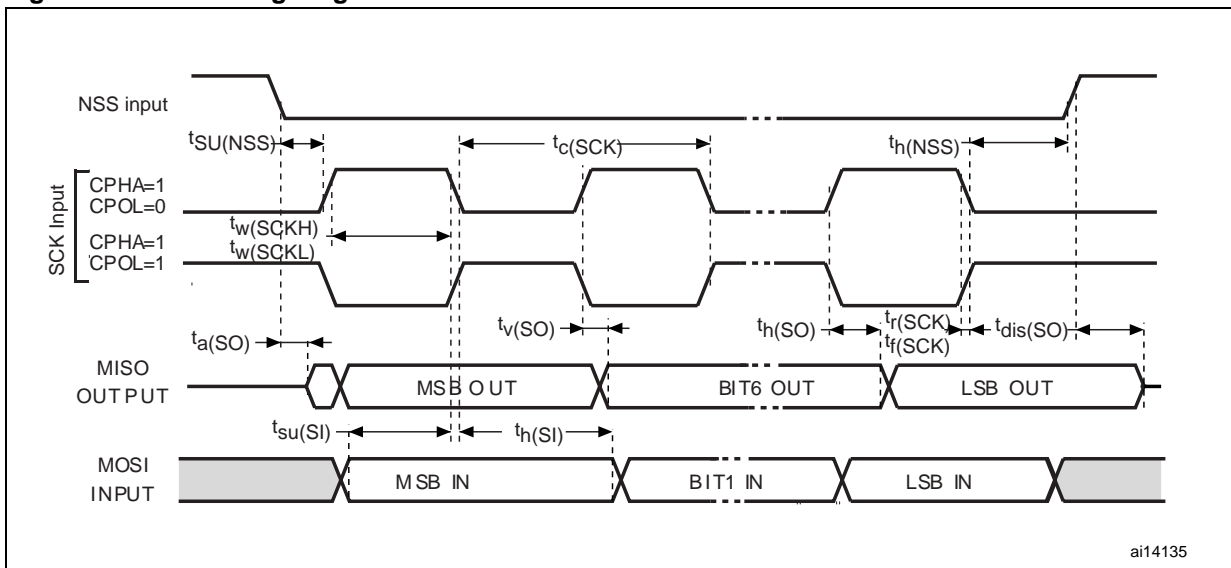 NSS input
tSU(NSS)
tc(SCK)
th(NSS)
SCK Input
CPHA=1
CPOL=0
tw(SCKH)
CPHA=1
tw(SCKL)
CPOL=1
ta(SO)
tv(SO)
th(SO)
tr(SCK)
tf(SCK)
tdis(SO)
MISO
OUTPUT
MSB OUT
BIT6 OUT
LSB OUT
tsu(SI)
th(SI)
MOSI
INPUT
MSB IN
BIT1 IN
LSB IN
ai14135